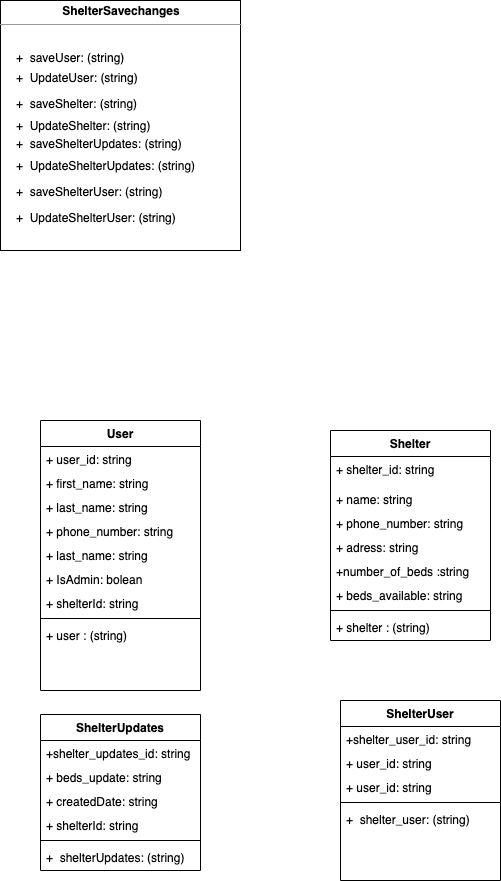 ShelterSavechanges
+ saveUser: (string)
+ UpdateUser: (string)
+ saveShelter: (string)
+ UpdateShelter: (string)
+ saveShelterUpdates: (string)
+ UpdateShelterUpdates: (string)
+ saveShelterUser: (string)
+ UpdateShelterUser: (string)
User
+ user_id: string
+ first_name: string
+ last_name: string
+ phone_number: string
+ last_name: string
+ IsAdmin: bolean
+ shelterId: string
+ user : (string)
Shelter
+ shelter_id: string
+ name: string
+ phone_number: string
+ adress: string
+number_of_beds :string
+ beds_available: string
+ shelter : (string)
ShelterUpdates
+shelter_updates_id: string
+ beds_update: string
+ createdDate: string
+ shelterId: string
+ shelterUpdates: (string)
ShelterUser
+shelter_user_id: string
+ user_id: string
+ user_id: string
+ shelter_user: (string)